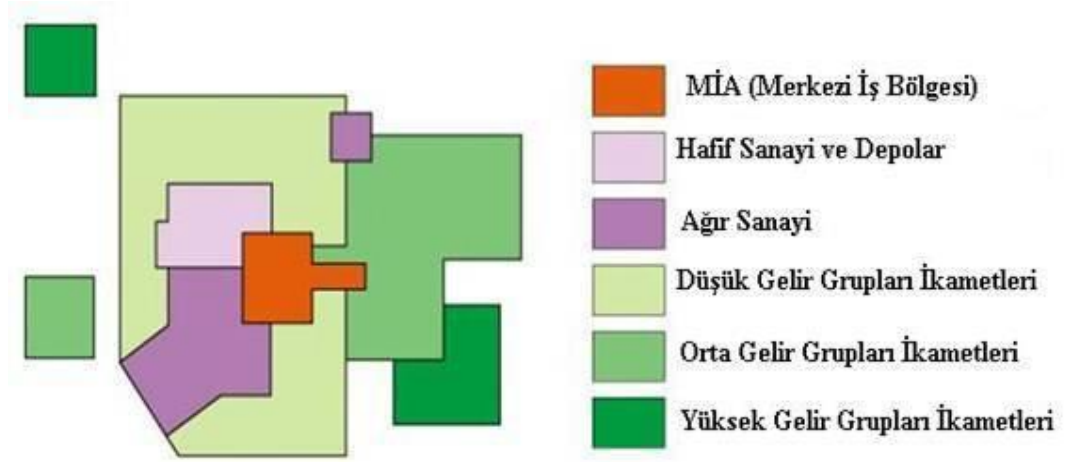 MİA (Merkezi İş Bölgesi)
Hafif Sanayi ve Depolar
Ağır Sanayi
Düşük Gelir Grupları İkametleri
Orta Gelir Grupları İkametleri
Yüksek Gelir Grupları İkametleri